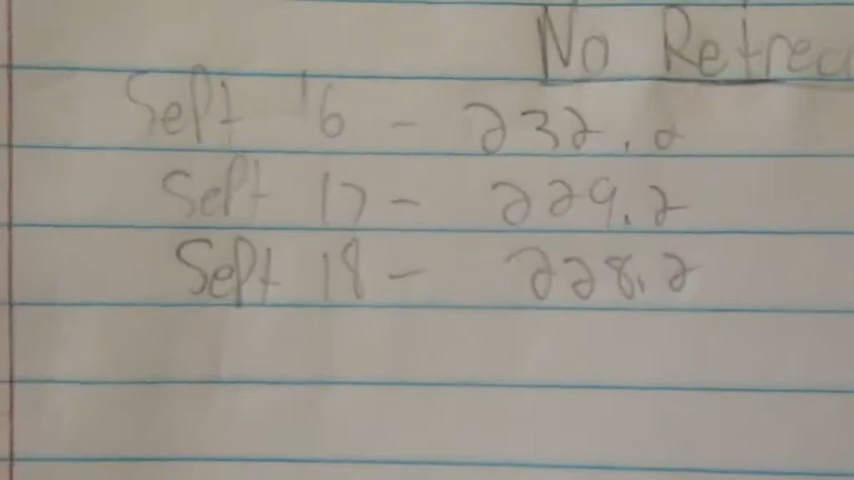 No Retrea
Sept 16 - 232.2
Sept 17 - 229.2
Sept 18 - 228.2